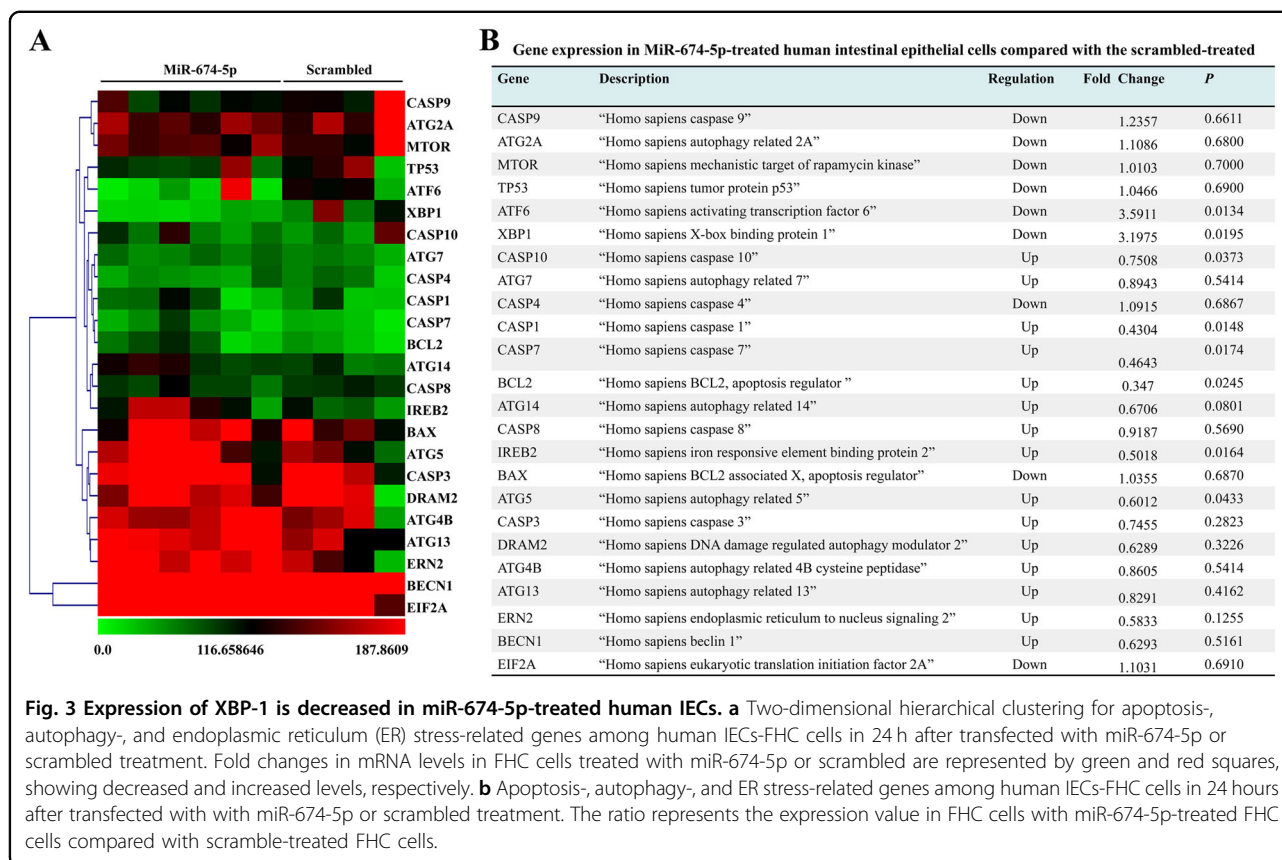 A
MiR-674-5p Scrambled
CASP9
ATG2A
MTOR
TP53
ATF6
XBP1
CASP10
ATG7
CASP4
CASP1
CASP7
BCL2
ATG14
CASP8
IREB2
BAX
ATG5
CASP3
DRAM2
ATG4B
ATG13
ERN2
BECN1
EIF2A
0.0 116.658646 187.8609
B Gene expression in MiR-674-5p-treated human intestinal epithelial cells compared with the scrambled-treated
Gene Description Regulation Fold Change P
CASP9 “Homo sapiens caspase 9” Down 1.2357 0.6611
ATG2A “Homo sapiens autophagy related 2A” Down 1.1086 0.6800
MTOR “Homo sapiens mechanistic target of rapamycin kinase” Down 1.0103 0.7000
TP53 “Homo sapiens tumor protein p53” Down 1.0466 0.6900
ATF6 “Homo sapiens activating transcription factor 6” Down 3.5911 0.0134
XBP1 “Homo sapiens X-box binding protein 1” Down 3.1975 0.0195
CASP10 “Homo sapiens caspase 10” Up 0.7508 0.0373
ATG7 “Homo sapiens autophagy related 7” Up 0.8943 0.5414
CASP4 “Homo sapiens caspase 4” Down 1.0915 0.6867
CASP1 “Homo sapiens caspase 1” Up 0.4304 0.0148
CASP7 “Homo sapiens caspase 7” Up 0.4643 0.0174
BCL2 “Homo sapiens BCL2, apoptosis regulator ” Up 0.347 0.0245
ATG14 “Homo sapiens autophagy related 14” Up 0.6706 0.0801
CASP8 “Homo sapiens caspase 8” Up 0.9187 0.5690
IREB2 “Homo sapiens iron responsive element binding protein 2” Up 0.5018 0.0164
BAX “Homo sapiens BCL2 associated X, apoptosis regulator” Down 1.0355 0.6870
ATG5 “Homo sapiens autophagy related 5” Up 0.6012 0.0433
CASP3 “Homo sapiens caspase 3” Up 0.7455 0.2823
DRAM2 “Homo sapiens DNA damage regulated autophagy modulator 2” Up 0.6289 0.3226
ATG4B “Homo sapiens autophagy related 4B cysteine peptidase” Up 0.8605 0.5414
ATG13 “Homo sapiens autophagy related 13” Up 0.8291 0.4162
ERN2 “Homo sapiens endoplasmic reticulum to nucleus signaling 2” Up 0.5833 0.1255
BECN1 “Homo sapiens beclin 1” Up 0.6293 0.5161
EIF2A “Homo sapiens eukaryotic translation initiation factor 2A” Down 1.1031 0.6910
Fig. 3 Expression of XBP-1 is decreased in miR-674-5p-treated human IECs. a Two-dimensional hierarchical clustering for apoptosis-,
autophagy-, and endoplasmic reticulum (ER) stress-related genes among human IECs-FHC cells in 24 h after transfected with miR-674-5p or
scrambled treatment. Fold changes in mRNA levels in FHC cells treated with miR-674-5p or scrambled are represented by green and red squares,
showing decreased and increased levels, respectively. b Apoptosis-, autophagy-, and ER stress-related genes among human IECs-FHC cells in 24 hours
after transfected with with miR-674-5p or scrambled treatment. The ratio represents the expression value in FHC cells with miR-674-5p-treated FHC
cells compared with scramble-treated FHC cells.